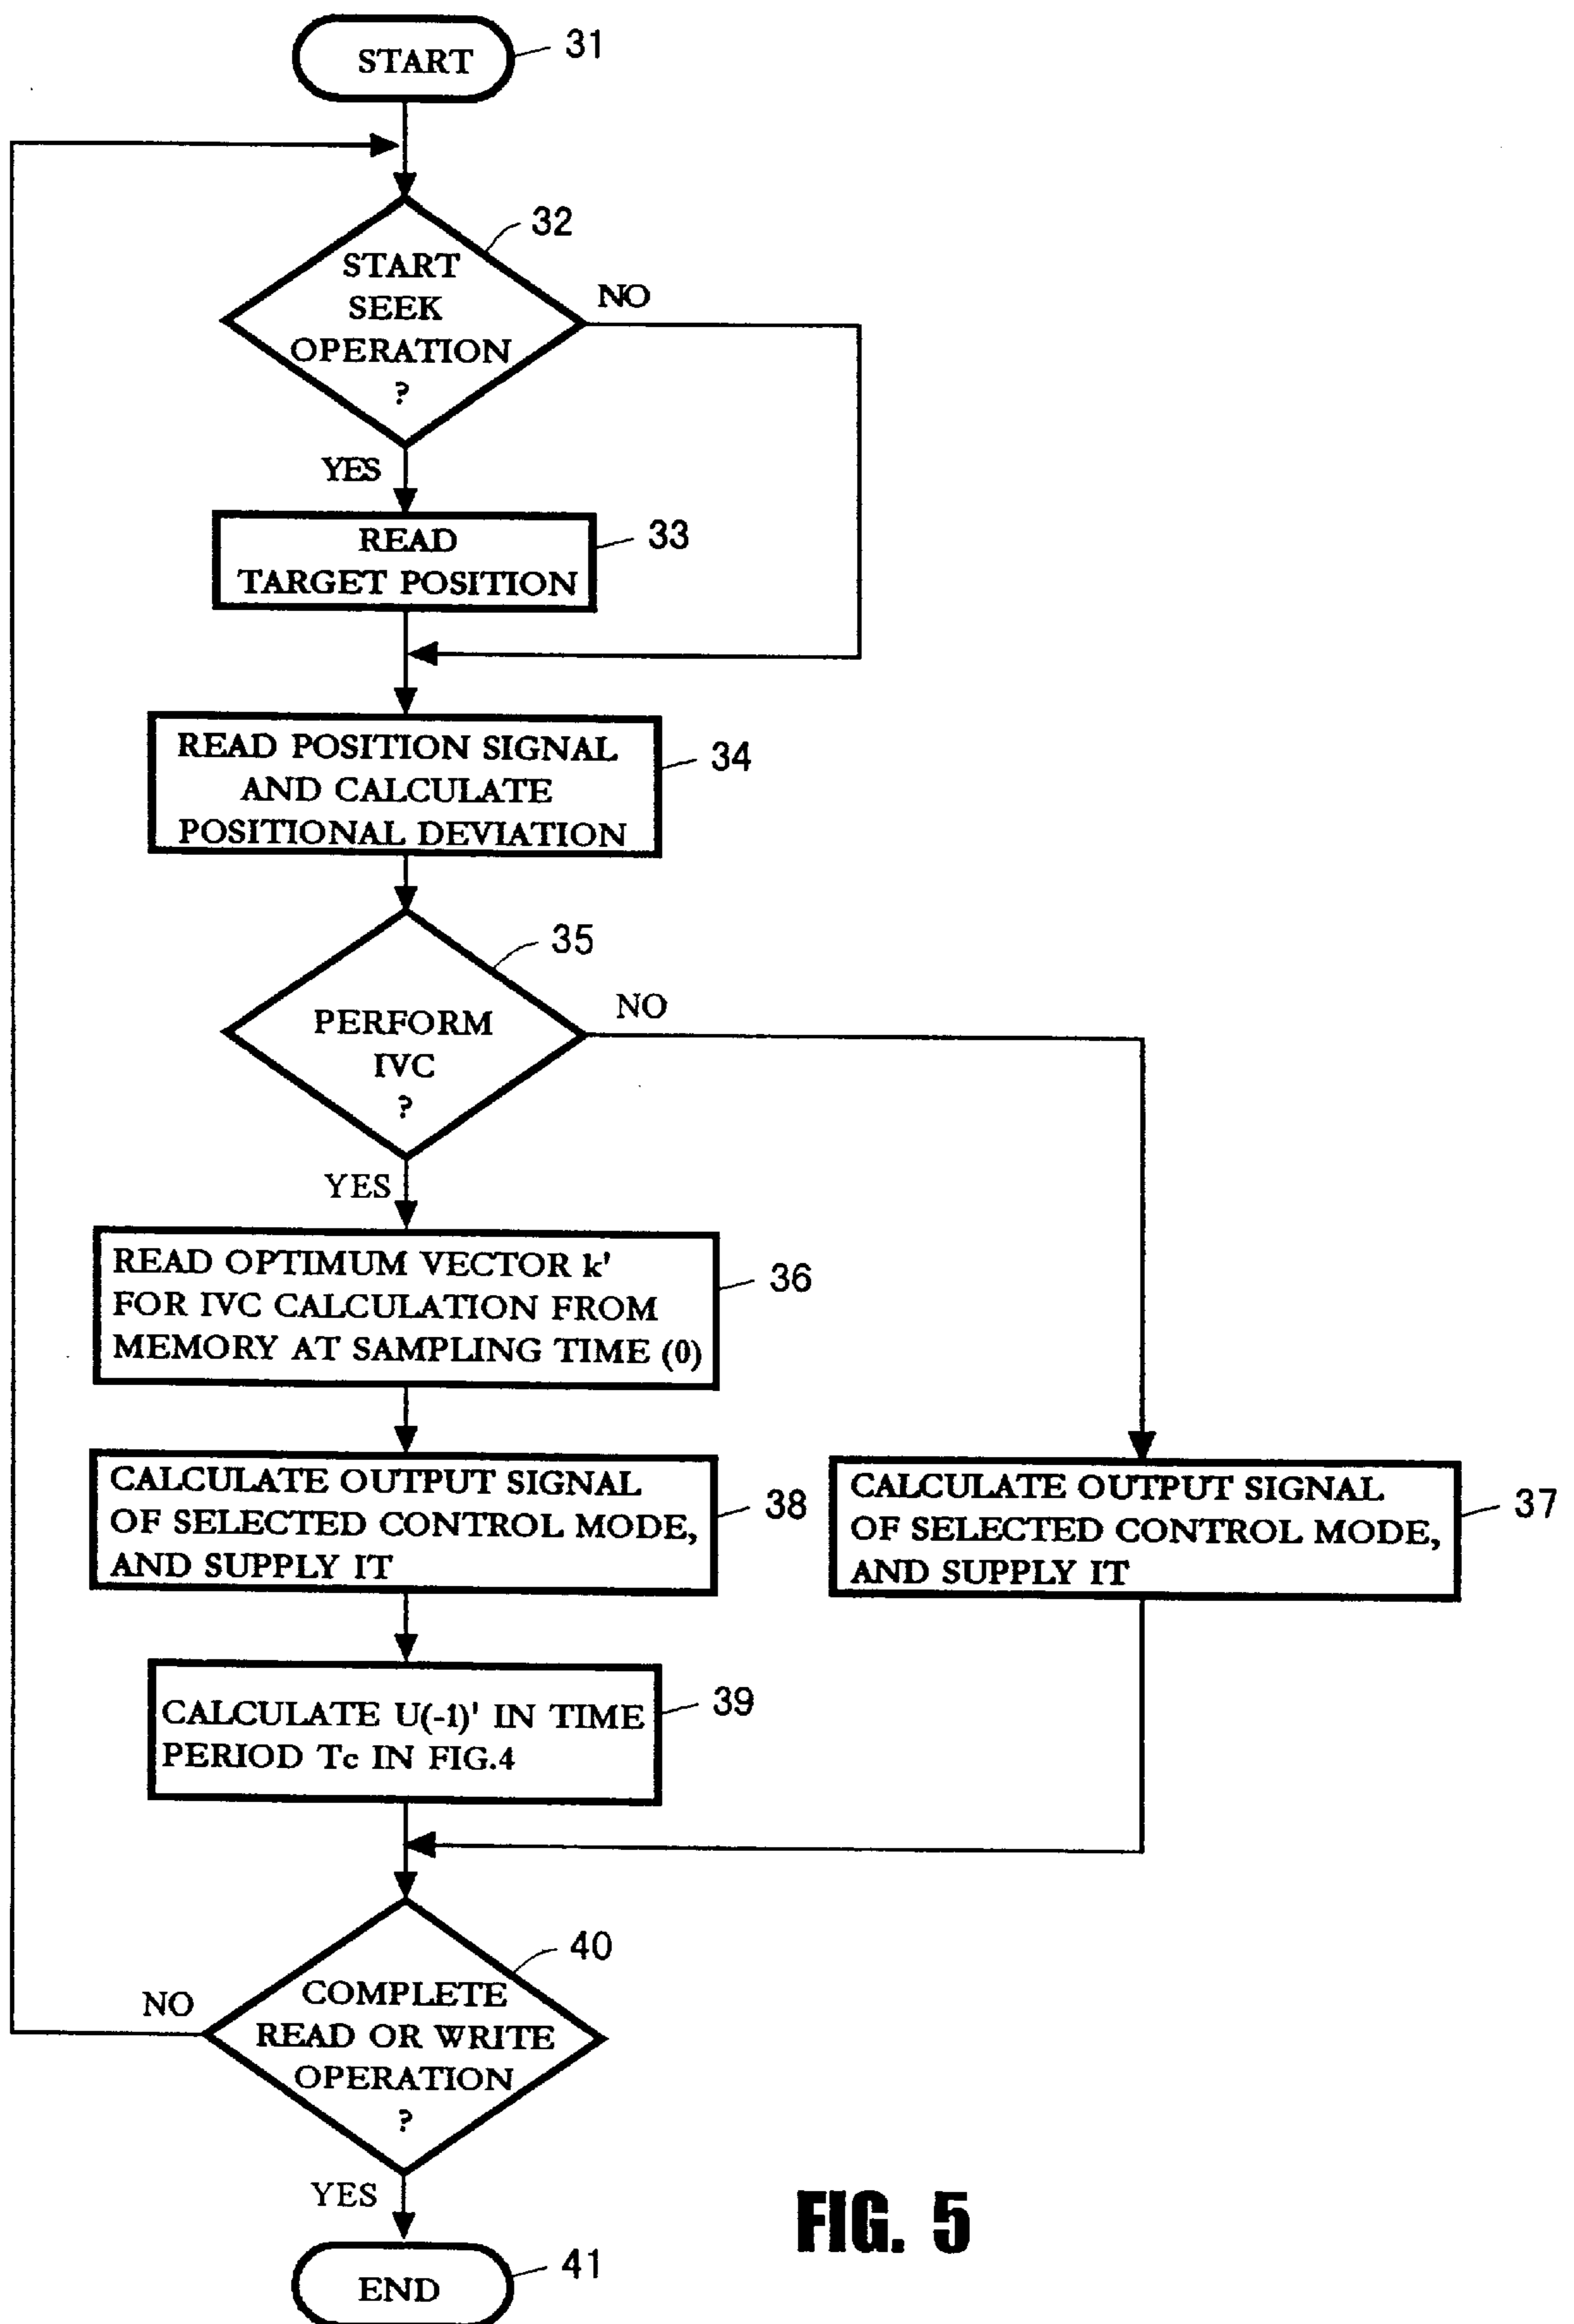 START
31
32
START
SEEK
OPERATION
?
NO
YES
READ
TARGET POSITION
33
READ POSITION SIGNAL
AND CALCULATE
POSITIONAL DEVIATION
34
35
PERFORM
IVC
?
NO
YES
READ OPTIMUM VECTOR k'
FOR IVC CALCULATION FROM
MEMORY AT SAMPLING TIME (0)
36
CALCULATE OUTPUT SIGNAL
OF SELECTED CONTROL MODE,
AND SUPPLY IT
38
CALCULATE OUTPUT SIGNAL
OF SELECTED CONTROL MODE,
AND SUPPLY IT
37
CALCULATE U(-1)' IN TIME
PERIOD Tc IN FIG.4
39
40
COMPLETE
READ OR WRITE
OPERATION
?
NO
YES
END
41
FIG. 5